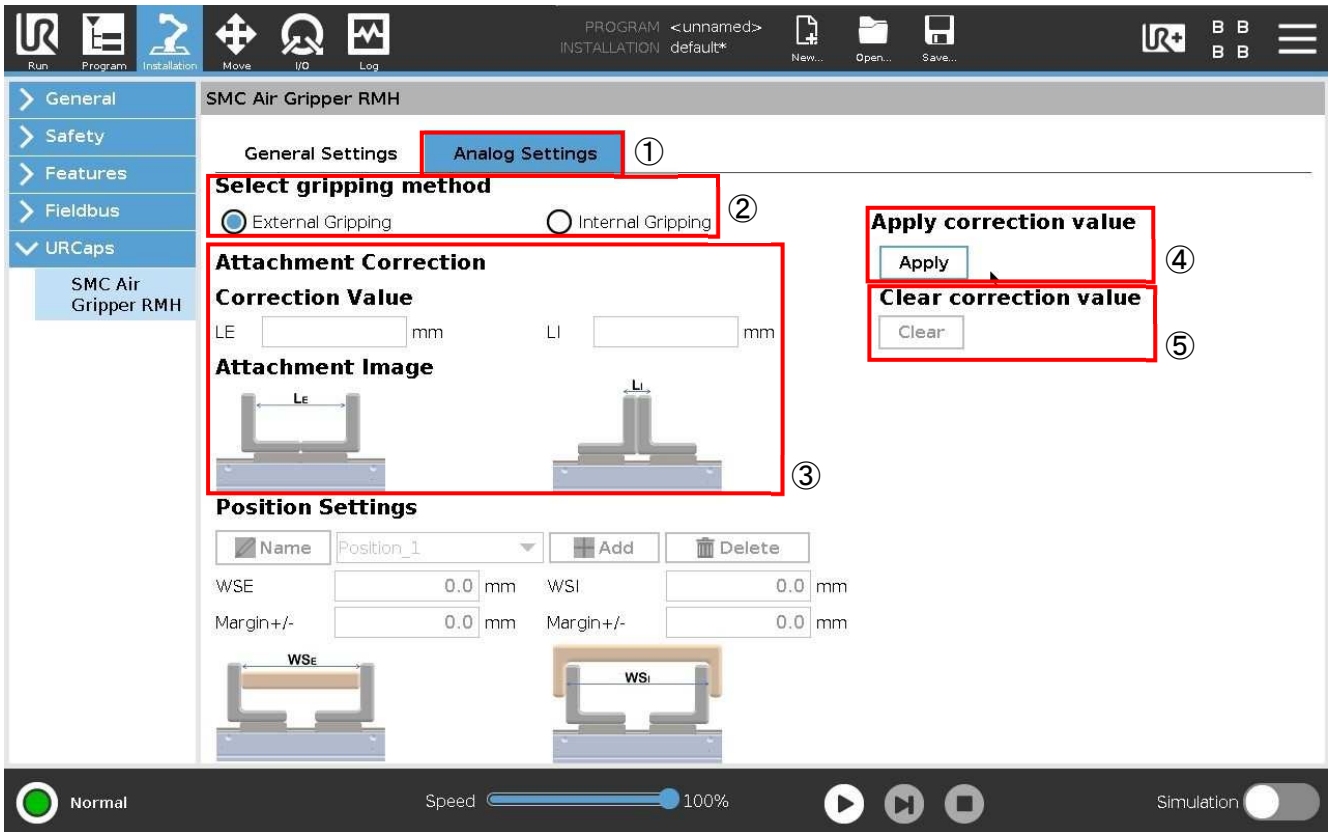 PROGRAM <unnamed>
INSTALLATION default*
Run Program Installation Move I/O Log New... Open... Save...
UR+ B B
B B
General
Safety
Features
Fieldbus
URCaps
SMC Air
Gripper RMH
SMC Air Gripper RMH
General Settings Analog Settings ①
Select gripping method
External Gripping Internal Gripping ②
Attachment Correction
Correction Value
LE mm LI mm
Attachment Image
LE LI
③
Apply correction value
Apply ④
Clear correction value
Clear ⑤
Position Settings
Name Position_1 Add Delete
WSE 0.0 mm WSI 0.0 mm
Margin+/- 0.0 mm Margin+/- 0.0 mm
WSE WSI
Normal Speed 100% Simulation